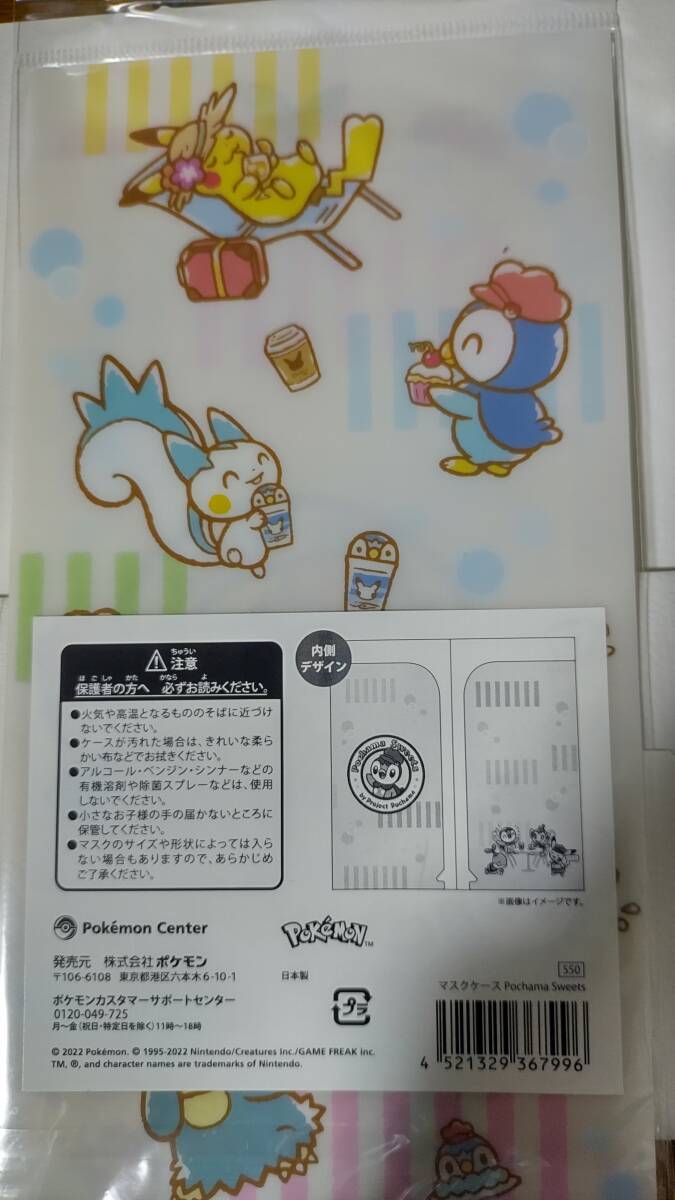 ちゅうい
注意
ほごしゃ かた かなら よ
保護者の方へ 必ずお読みください。
●火気や高温となるもののそばに近づけ
ないでください。
●ケースが汚れた場合は、きれいな柔ら
かい布などでお拭きください。
●アルコール・ベンジン・シンナーなどの
有機溶剤や除菌スプレーなどは、使用
しないでください。
●小さなお子様の手の届かないところに
保管してください。
●マスクのサイズや形状によっては入ら
ない場合もありますので、あらかじめ
ご了承ください。
内側
デザイン
Pochama Sweets
by Project Pochama
※画像はイメージです。
Pokémon Center
発売元 株式会社ポケモン
〒106-6108 東京都港区六本木6-10-1
ポケモンカスタマーサポートセンター
0120-049-725
月~金(祝日・特定日を除く)11時~18時
POKéMON TM
日本製
プラ
550
マスクケース Pochama Sweets
4 521329 367996
© 2022 Pokémon. © 1995-2022 Nintendo/Creatures Inc./GAME FREAK inc.
TM, ®, and character names are trademarks of Nintendo.